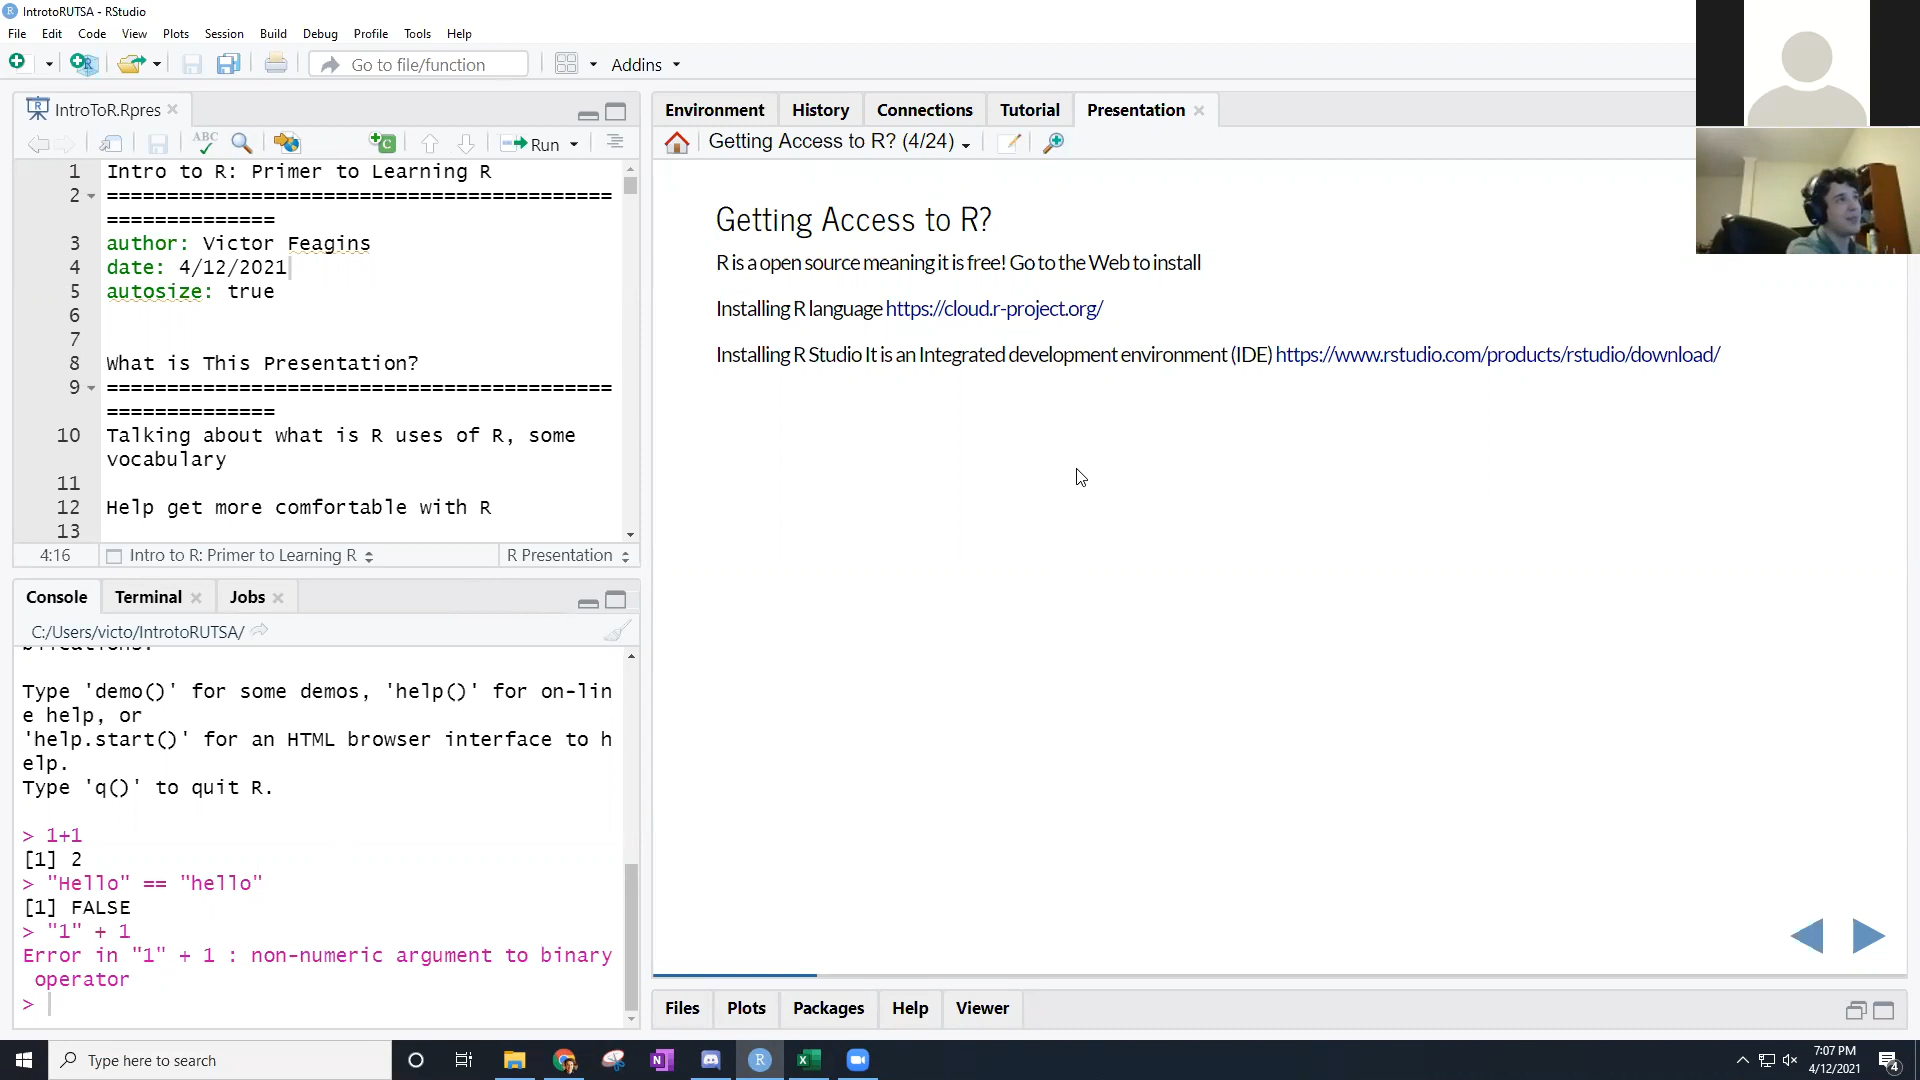 IntrotoRUTSA - RStudio
File Edit Code View Plots Session Build Debug Profile Tools Help
Go to file/function
Addins
IntroToR.Rpres
Run
1 Intro to R: Primer to Learning R
2 ==========================================
==============
3 author: Victor Feagins
4 date: 4/12/2021
5 autosize: true
6
7
8 What is This Presentation?
9 ==========================================
==============
10 Talking about what is R uses of R, some
vocabulary
11
12 Help get more comfortable with R
13
4:16 Intro to R: Primer to Learning R R Presentation
Console Terminal Jobs
C:/Users/victo/IntrotoRUTSA/
Type 'demo()' for some demos, 'help()' for on-lin
e help, or
'help.start()' for an HTML browser interface to h
elp.
Type 'q()' to quit R.
> 1+1
[1] 2
> "Hello" == "hello"
[1] FALSE
> "1" + 1
Error in "1" + 1 : non-numeric argument to binary
operator
>
Environment History Connections Tutorial Presentation
Getting Access to R? (4/24)
Getting Access to R?
R is a open source meaning it is free! Go to the Web to install
Installing R language https://cloud.r-project.org/
Installing R Studio It is an Integrated development environment (IDE) https://www.rstudio.com/products/rstudio/download/
Files Plots Packages Help Viewer
Type here to search
7:07 PM
4/12/2021
4